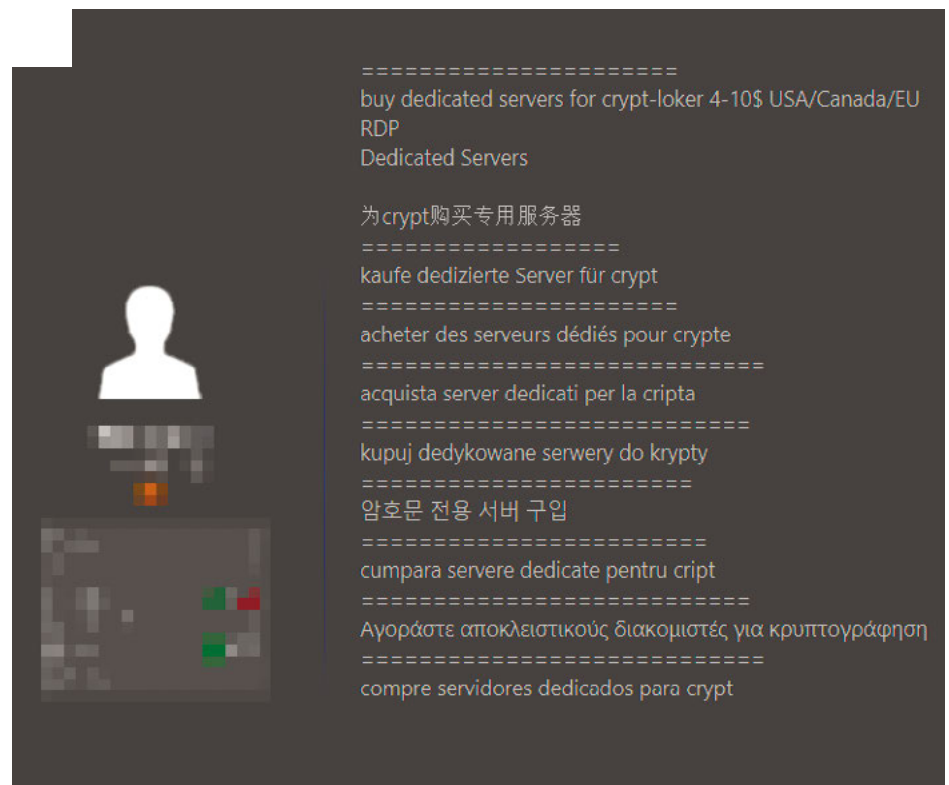 ======================
buy dedicated servers for crypt-loker 4-10$ USA/Canada/EU
RDP
Dedicated Servers
为crypt购买专用服务器
==================
kaufe dedizierte Server für crypt
======================
acheter des serveurs dédiés pour crypte
============================
acquista server dedicati per la cripta
===========================
kupuj dedykowane serwery do krypty
=======================
암호문 전용 서버 구입
========================
cumpara servere dedicate pentru cript
===========================
Αγοράστε αποκλειστικούς διακομιστές για κρυπτογράφηση
============================
compre servidores dedicados para crypt